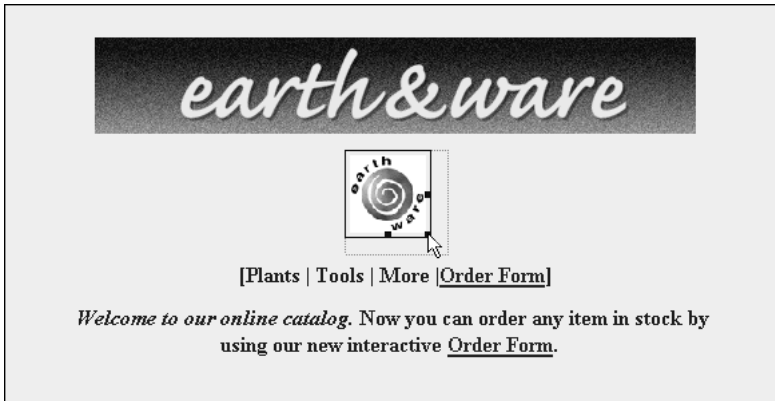 earth&ware
earth
ware
[Plants | Tools | More |Order Form]
Welcome to our online catalog. Now you can order any item in stock by
using our new interactive Order Form.